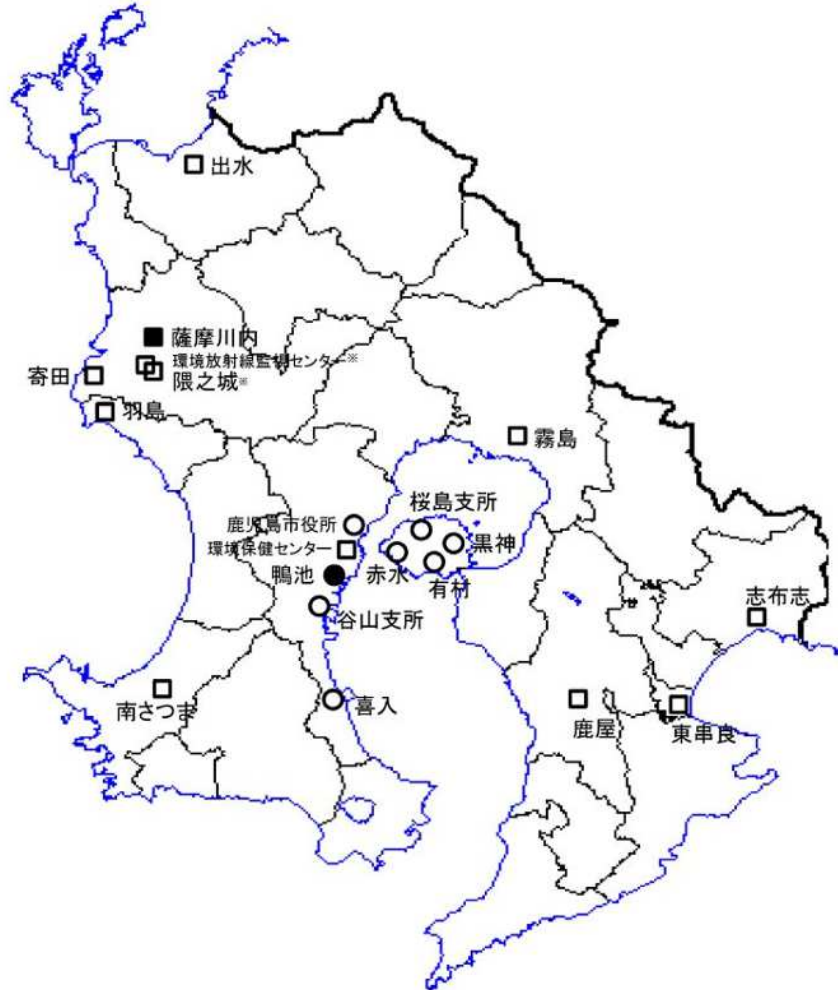 出水
薩摩川内
環境放射線監視センター※
寄田
隈之城※
羽島
霧島
桜島支所
鹿児島市役所
黒神
環境保健センター
赤水
鴨池
有村
志布志
谷山支所
南さつま
喜入
鹿屋
東串良